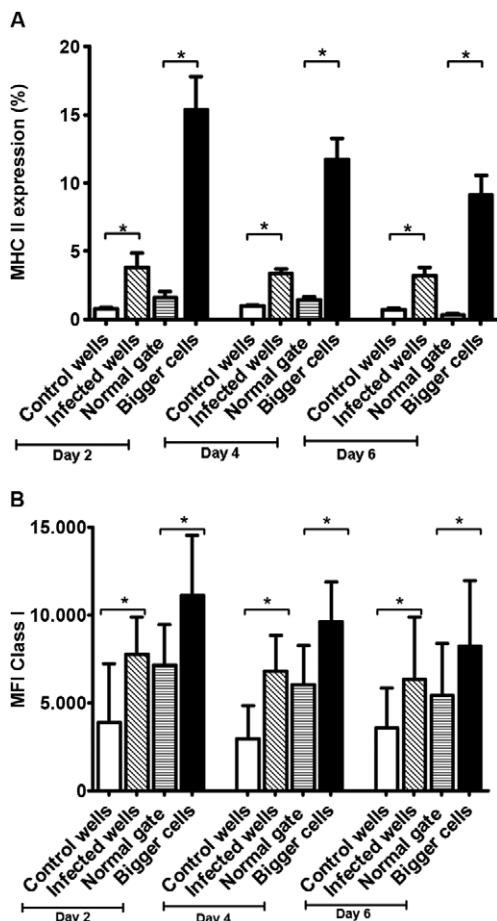 A
MHC II expression (%)
20
15
10
5
0
*
*
*
*
*
*
Control wells
Infected wells
Normal gate
Bigger cells
Control wells
Infected wells
Normal gate
Bigger cells
Control wells
Infected wells
Normal gate
Bigger cells
Day 2
Day 4
Day 6
B
MFI Class I
15.000
10.000
5.000
0
*
*
*
*
*
*
Control wells
Infected wells
Normal gate
Bigger cells
Control wells
Infected wells
Normal gate
Bigger cells
Control wells
Infected wells
Normal gate
Bigger cells
Day 2
Day 4
Day 6